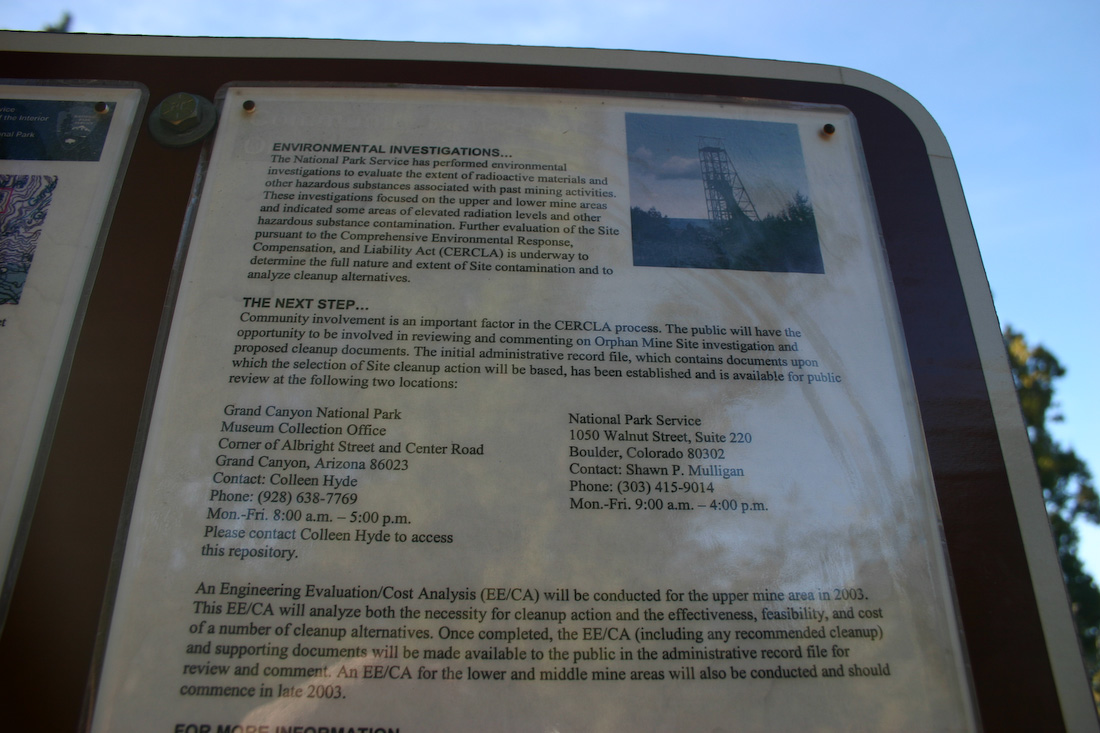 vice
of the Interior
nal Park
ENVIRONMENTAL INVESTIGATIONS…
The National Park Service has performed environmental
investigations to evaluate the extent of radioactive materials and
other hazardous substances associated with past mining activities.
These investigations focused on the upper and lower mine areas
and indicated some areas of elevated radiation levels and other
hazardous substance contamination. Further evaluation of the Site
pursuant to the Comprehensive Environmental Response,
Compensation, and Liability Act (CERCLA) is underway to
determine the full nature and extent of Site contamination and to
analyze cleanup alternatives.
THE NEXT STEP…
Community involvement is an important factor in the CERCLA process. The public will have the
opportunity to be involved in reviewing and commenting on Orphan Mine Site investigation and
proposed cleanup documents. The initial administrative record file, which contains documents upon
which the selection of Site cleanup action will be based, has been established and is available for public
review at the following two locations:
Grand Canyon National Park
Museum Collection Office
Corner of Albright Street and Center Road
Grand Canyon, Arizona 86023
Contact: Colleen Hyde
Phone: (928) 638-7769
Mon.-Fri. 8:00 a.m. – 5:00 p.m.
Please contact Colleen Hyde to access
this repository.
National Park Service
1050 Walnut Street, Suite 220
Boulder, Colorado 80302
Contact: Shawn P. Mulligan
Phone: (303) 415-9014
Mon.-Fri. 9:00 a.m. – 4:00 p.m.
An Engineering Evaluation/Cost Analysis (EE/CA) will be conducted for the upper mine area in 2003.
This EE/CA will analyze both the necessity for cleanup action and the effectiveness, feasibility, and cost
of a number of cleanup alternatives. Once completed, the EE/CA (including any recommended cleanup)
and supporting documents will be made available to the public in the administrative record file for
review and comment. An EE/CA for the lower and middle mine areas will also be conducted and should
commence in late 2003.
FOR MORE INFORMATION